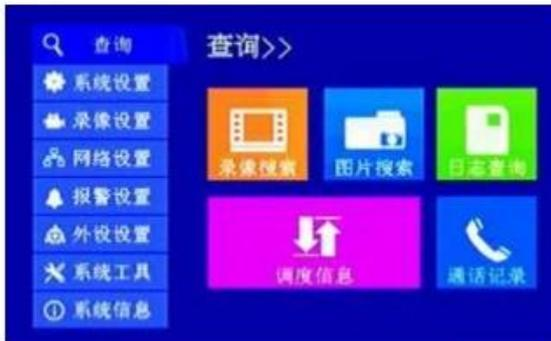 查询
系统设置
录像设置
网络设置
报警设置
外设设置
系统工具
系统信息
查询>>
录像搜索
图片搜索
日志查询
调度信息
通话记录